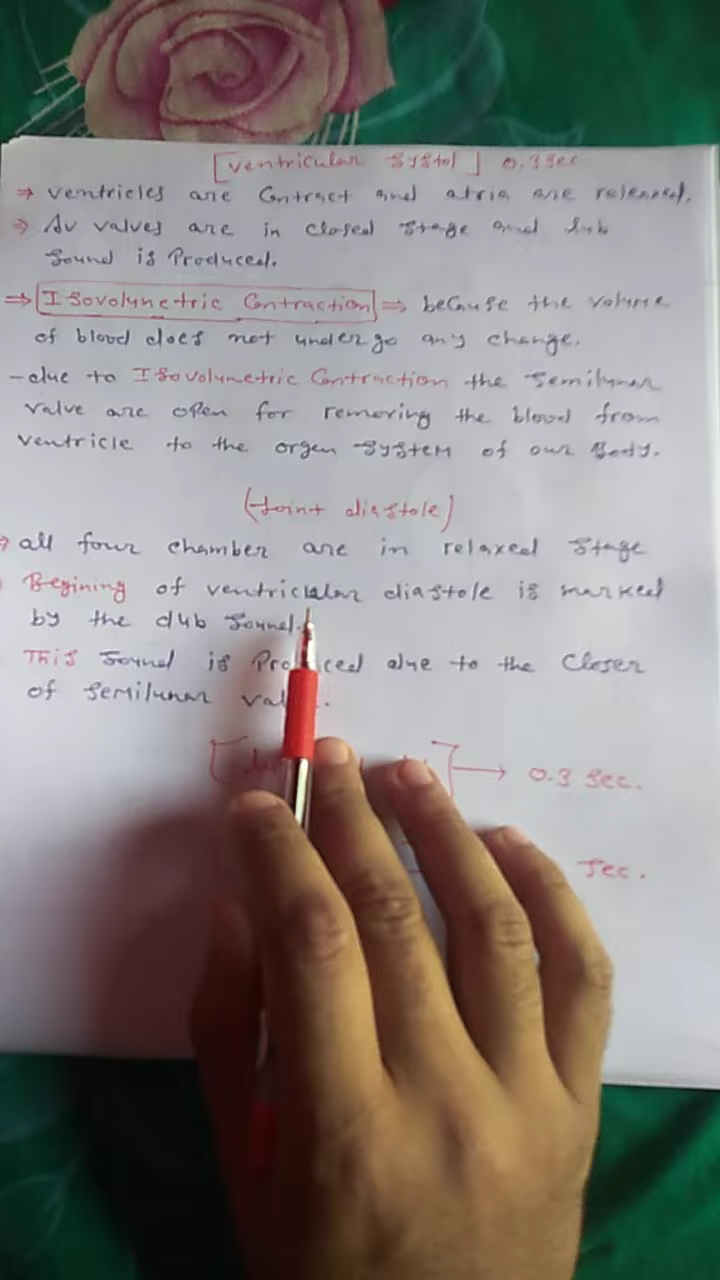 [ventricular Systol] 0.3 Sec
⇒ ventricles are Contract and atria are relexed.
⇒ AV valves are in closed Stage and lub
Sound is Produced.
⇒ Isovolumetric Contraction ⇒ because the volume
of blood does not undergo any change.
- due to Isovolumetric Contraction the Semilunar
valve are open for removing the blood from
ventricle to the organ System of our Body.
(Joint diastole)
⇒ all four chamber are in relaxed Stage
Begining of ventricular diastole is marked
by the dub Sound.
This Sound is Produced due to the Closer
of Semilunar
→ 0.3 Sec.
Sec.